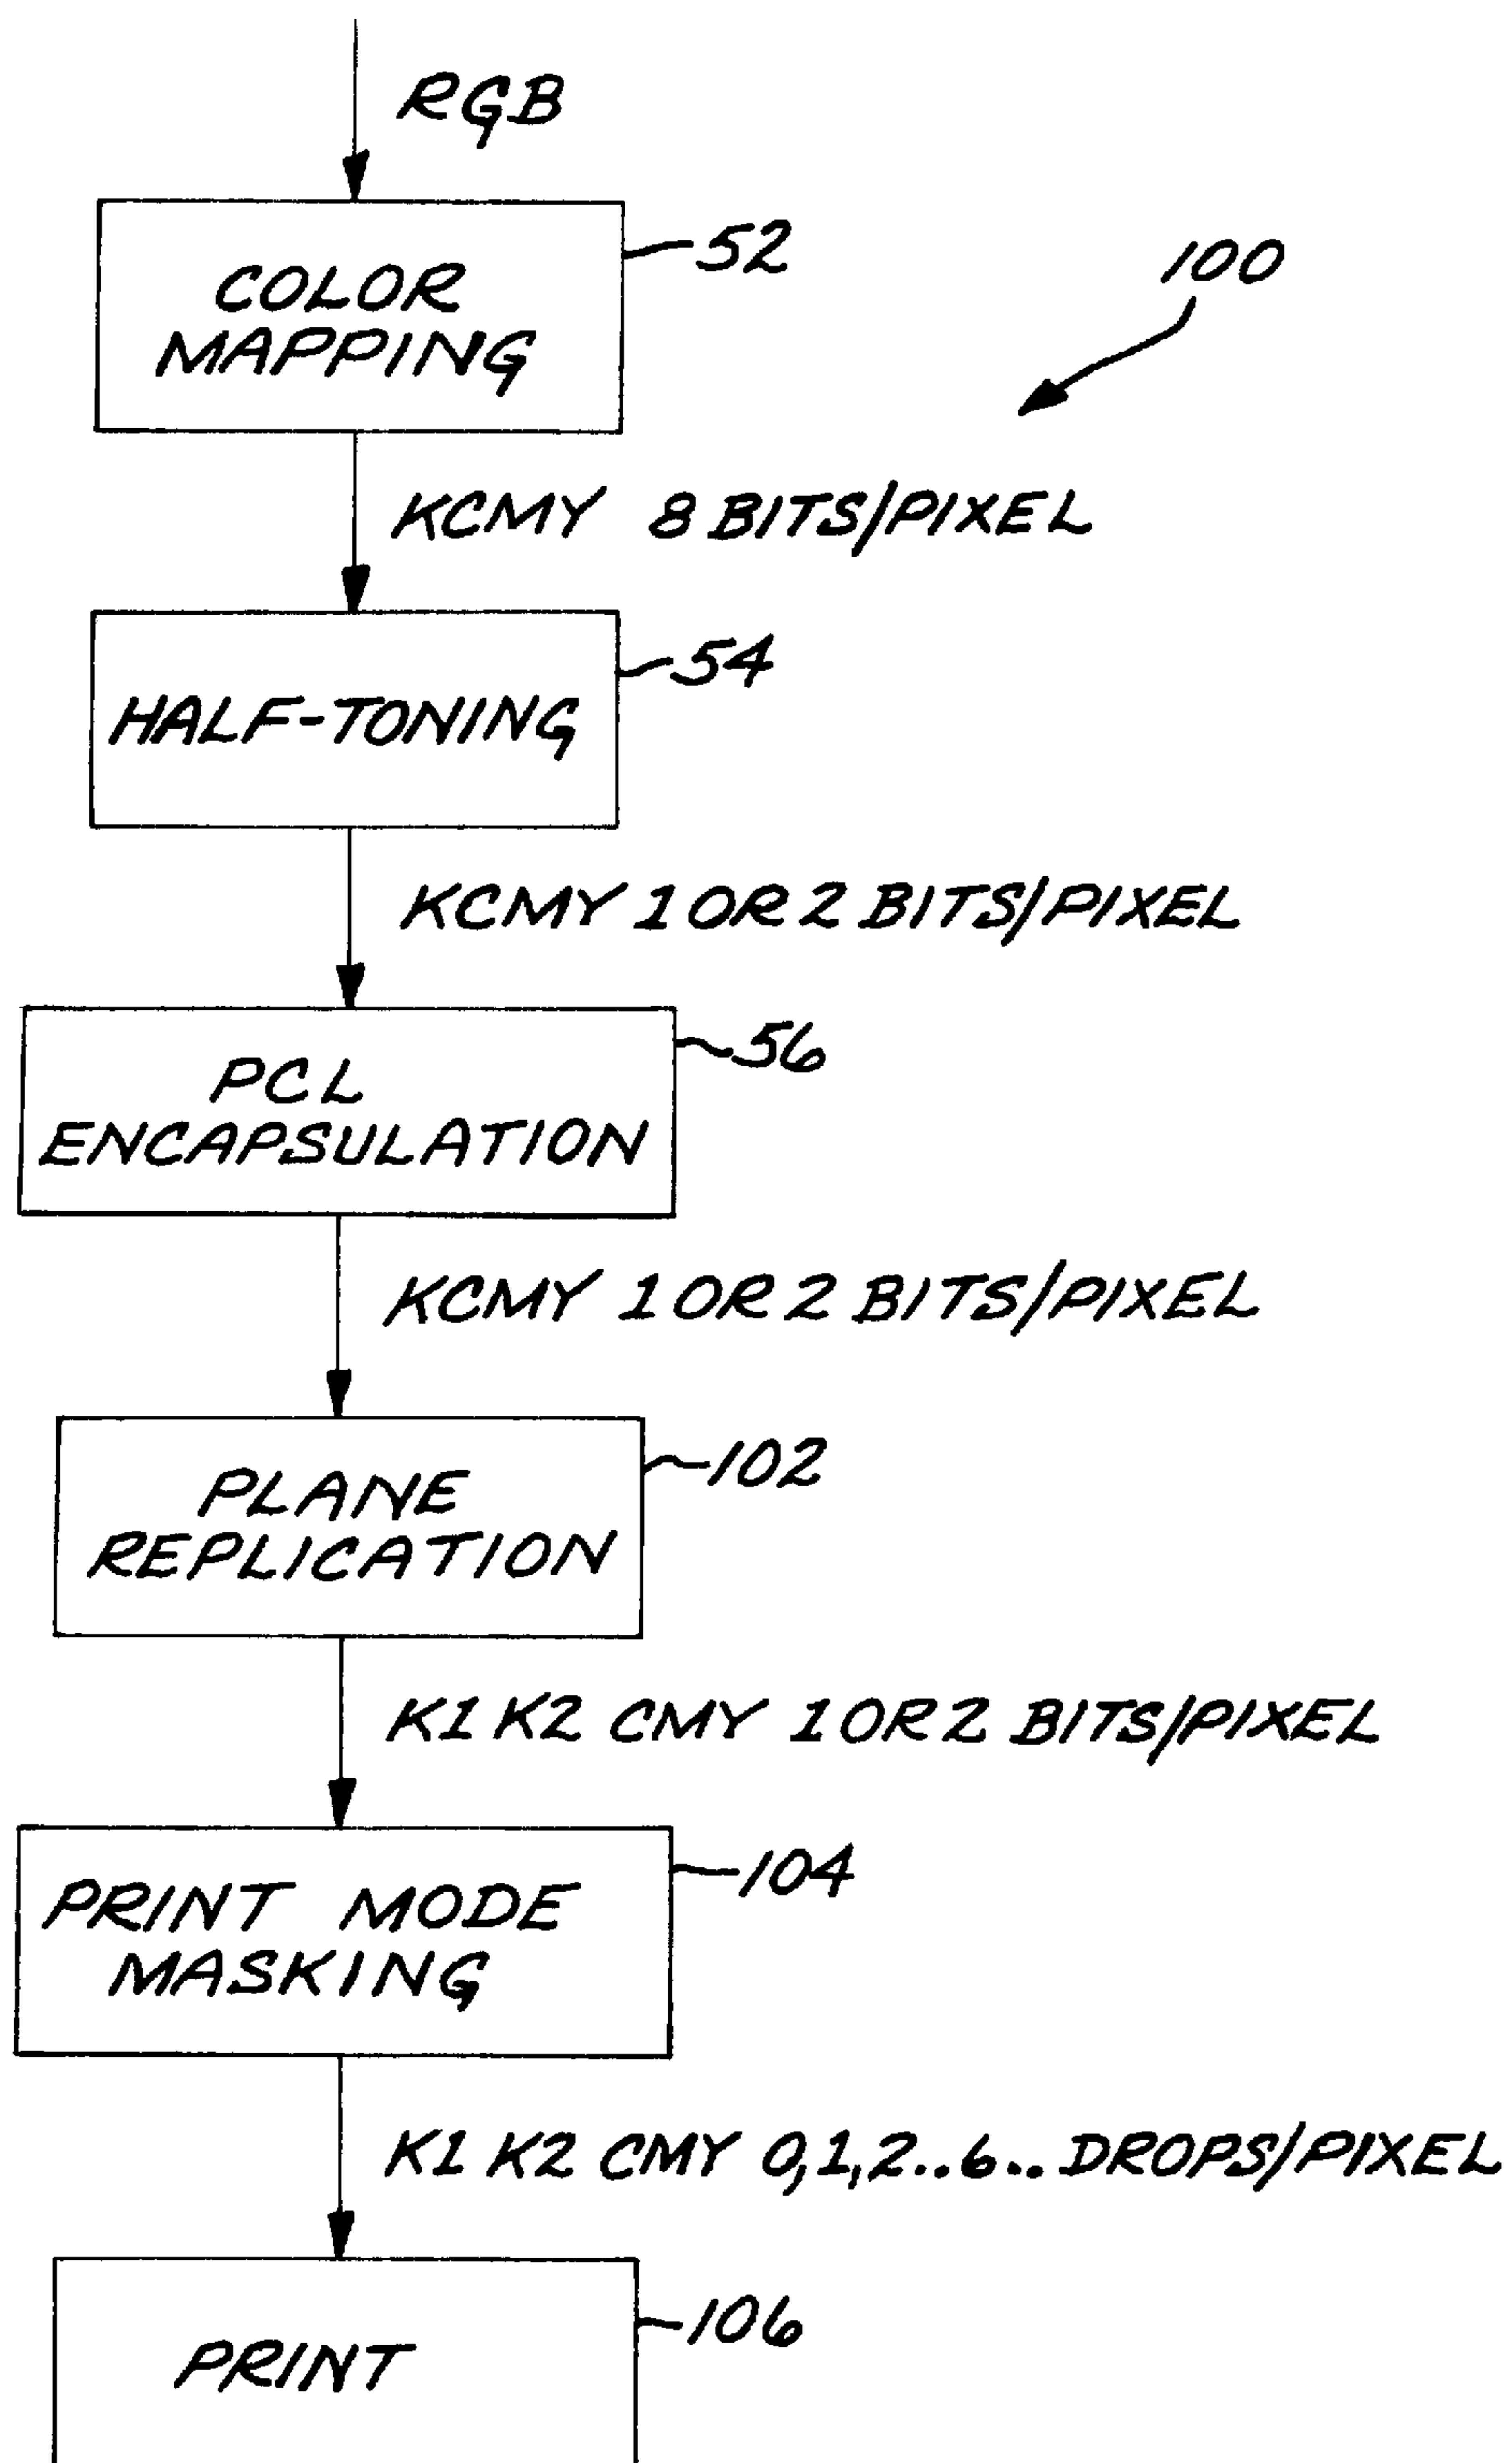 RGB
COLOR
MAPPING
52
100
KCMY 8 BITS/PIXEL
HALF-TONING
54
KCMY 1 OR 2 BITS/PIXEL
PCL
ENCAPSULATION
56
KCMY 1 OR 2 BITS/PIXEL
PLANE
REPLICATION
102
K1 K2 CMY 1 OR 2 BITS/PIXEL
PRINT MODE
MASKING
104
K1 K2 CMY 0,1,2..6.. DROPS/PIXEL
PRINT
106